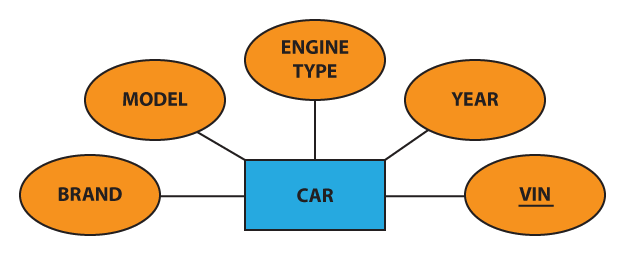 ENGINE
TYPE
MODEL
YEAR
BRAND
CAR
VIN